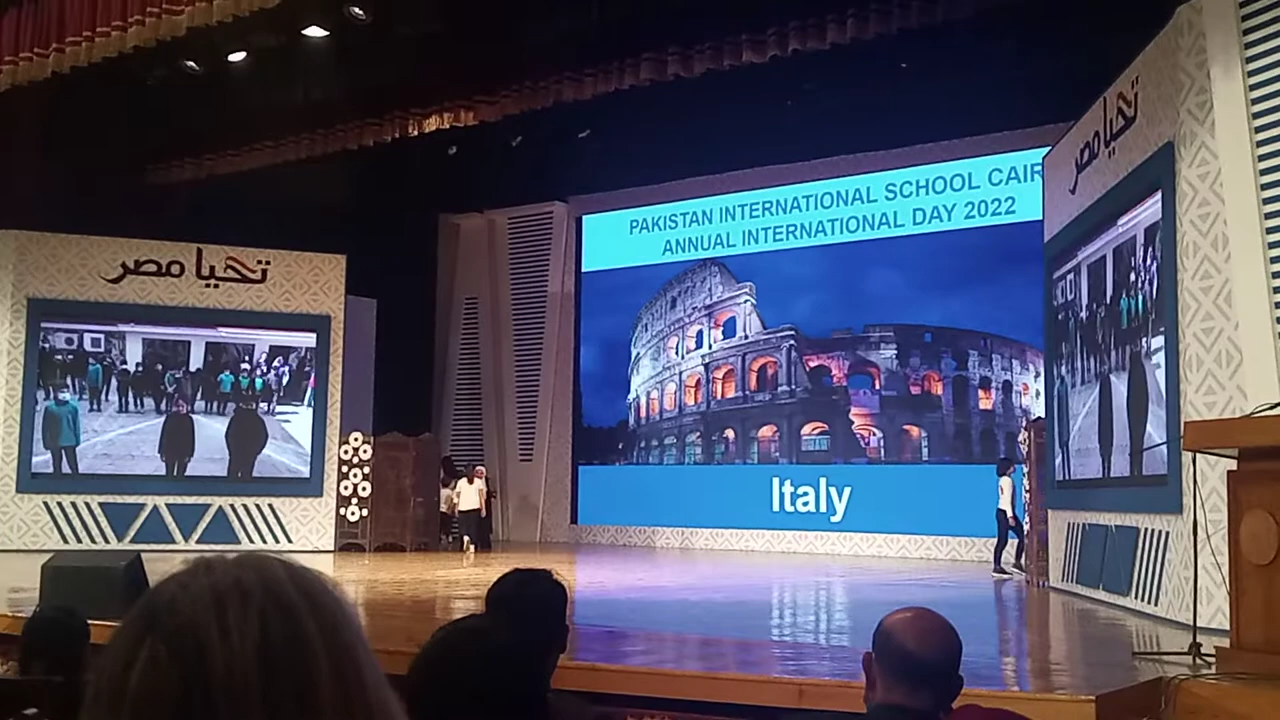 تحيا مصر
PAKISTAN INTERNATIONAL SCHOOL CAIR
ANNUAL INTERNATIONAL DAY 2022
Italy
تحيا مصر